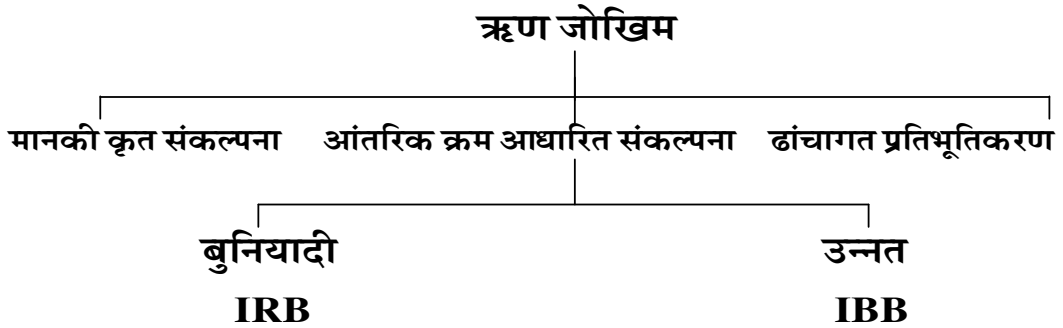 ऋण जोखिम
मानकी कृत संकल्पना आंतरिक क्रम आधारित संकल्पना ढांचागत प्रतिभूतिकरण
बुनियादी उन्नत
IRB IBB